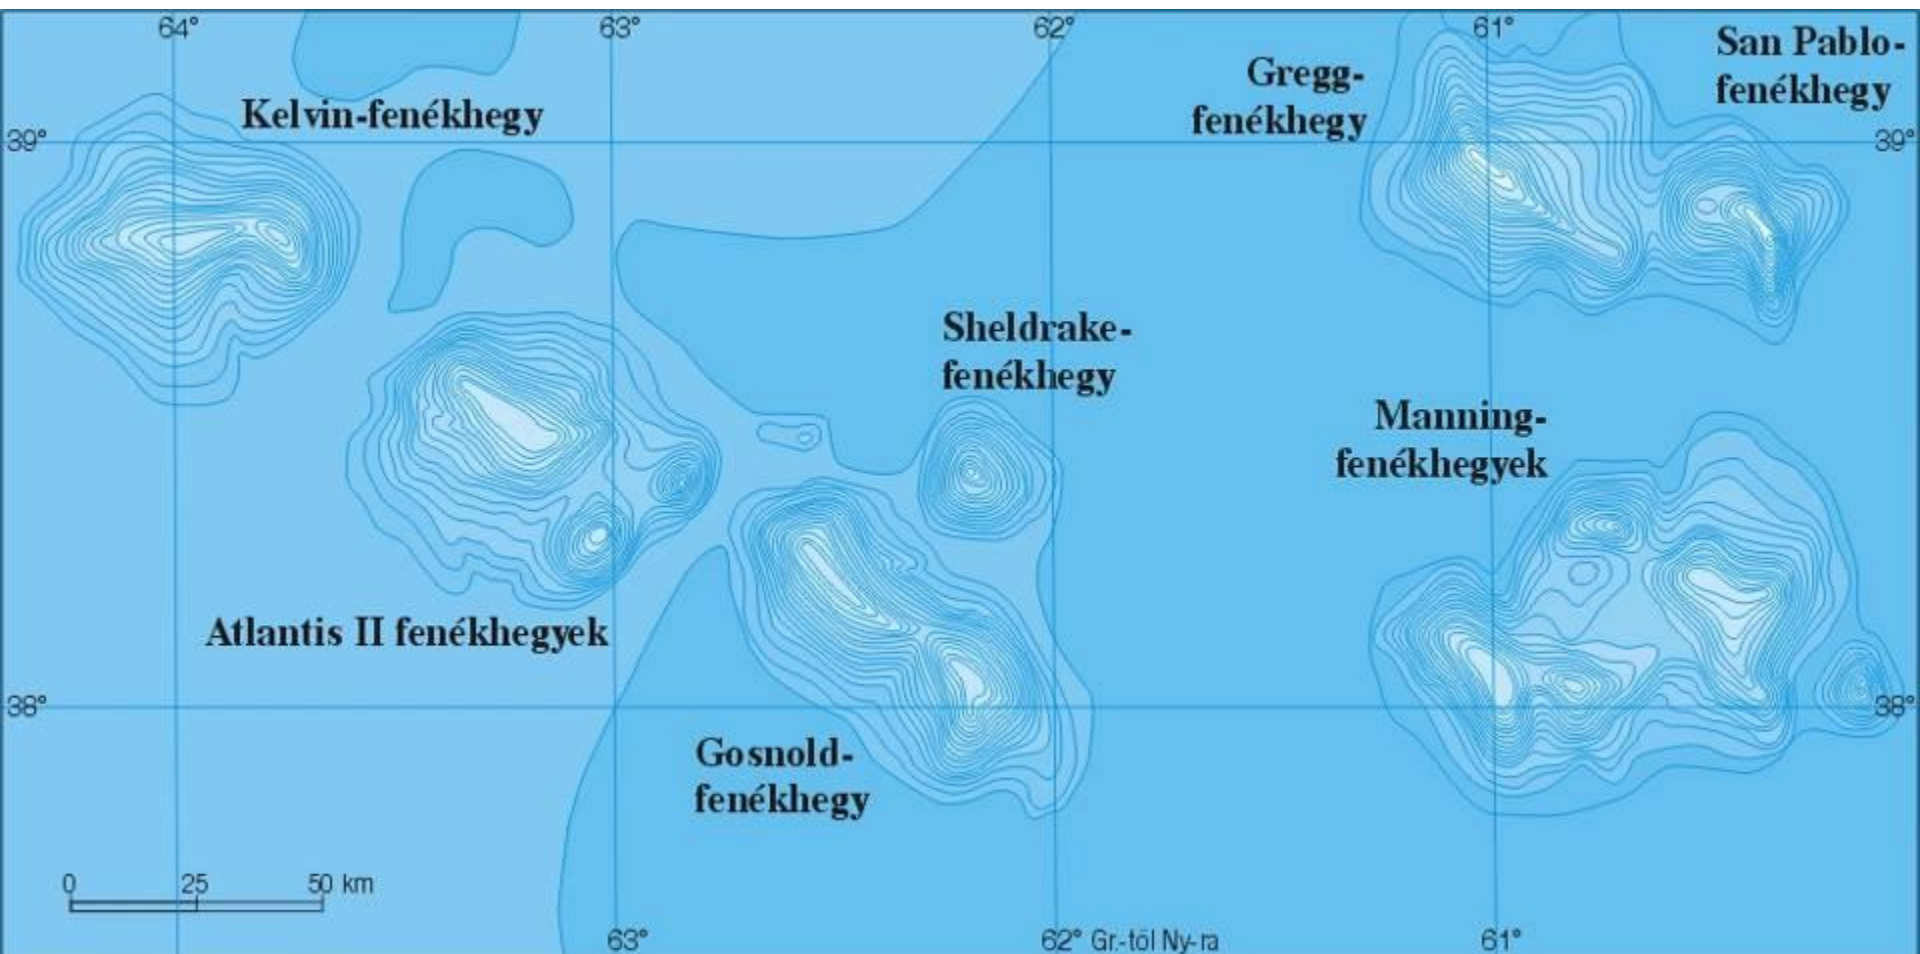 64°
63°
62°
61°
San Pablo-
fenékhegy
Gregg-
fenékhegy
Kelvin-fenékhegy
39°
39°
Sheldrake-
fenékhegy
Manning-
fenékhegyek
Atlantis II fenékhegyek
38°
38°
Gosnold-
fenékhegy
0 25 50 km
63°
62° Gr.-től Ny-ra
61°